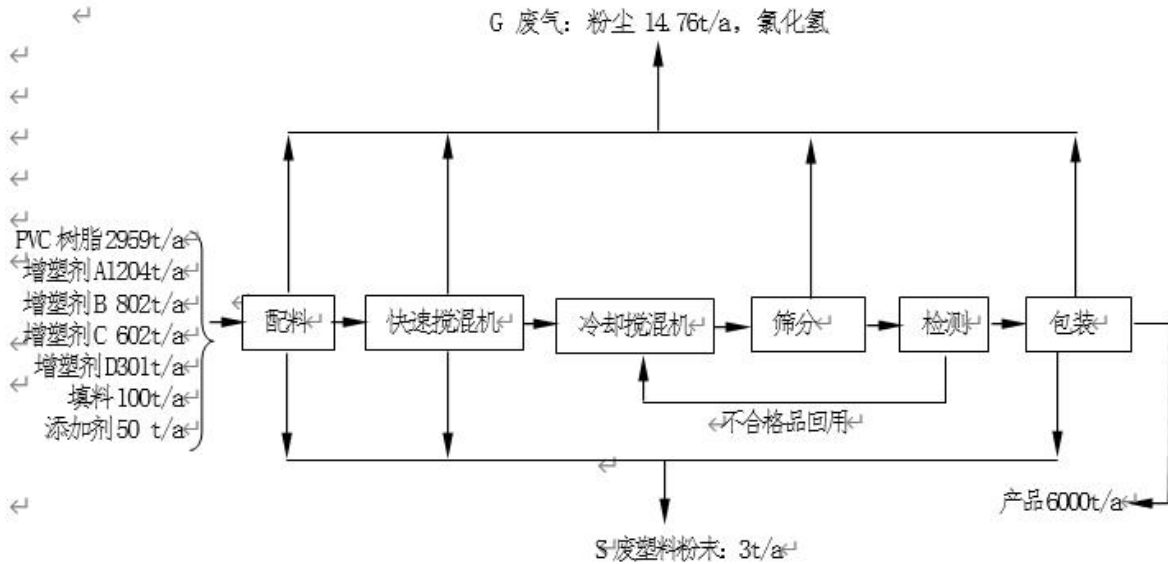 G 废气：粉尘 14.76t/a，氯化氢
PVC 树脂 2959t/a
增塑剂 A1204t/a
增塑剂 B 802t/a
增塑剂 C 602t/a
增塑剂 D301t/a
填料 100t/a
添加剂 50 t/a
配料
快速搅混机
冷却搅混机
筛分
检测
包装
不合格品回用
产品 6000t/a
S 废塑料粉末：3t/a